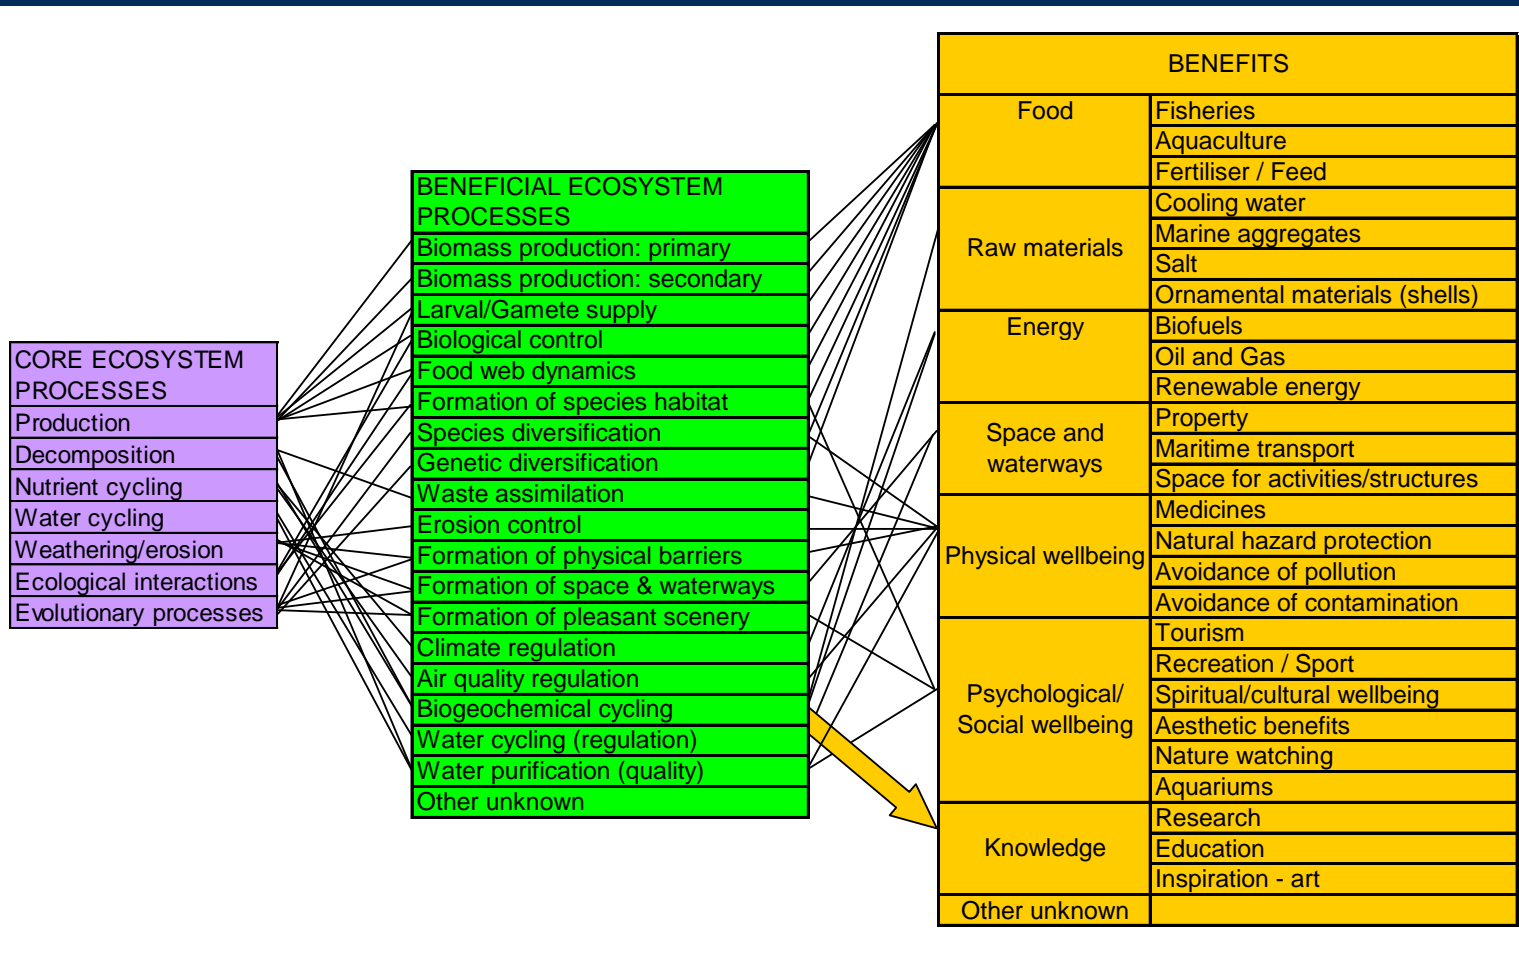 CORE ECOSYSTEM
PROCESSES
Production
Decomposition
Nutrient cycling
Water cycling
Weathering/erosion
Ecological interactions
Evolutionary processes
BENEFICIAL ECOSYSTEM
PROCESSES
Biomass production: primary
Biomass production: secondary
Larval/Gamete supply
Biological control
Food web dynamics
Formation of species habitat
Species diversification
Genetic diversification
Waste assimilation
Erosion control
Formation of physical barriers
Formation of space & waterways
Formation of pleasant scenery
Climate regulation
Air quality regulation
Biogeochemical cycling
Water cycling (regulation)
Water purification (quality)
Other unknown
BENEFITS
Food
Fisheries
Aquaculture
Fertiliser / Feed
Raw materials
Cooling water
Marine aggregates
Salt
Ornamental materials (shells)
Energy
Biofuels
Oil and Gas
Renewable energy
Space and
waterways
Property
Maritime transport
Space for activities/structures
Physical wellbeing
Medicines
Natural hazard protection
Avoidance of pollution
Avoidance of contamination
Psychological/
Social wellbeing
Tourism
Recreation / Sport
Spiritual/cultural wellbeing
Aesthetic benefits
Nature watching
Aquariums
Knowledge
Research
Education
Inspiration - art
Other unknown